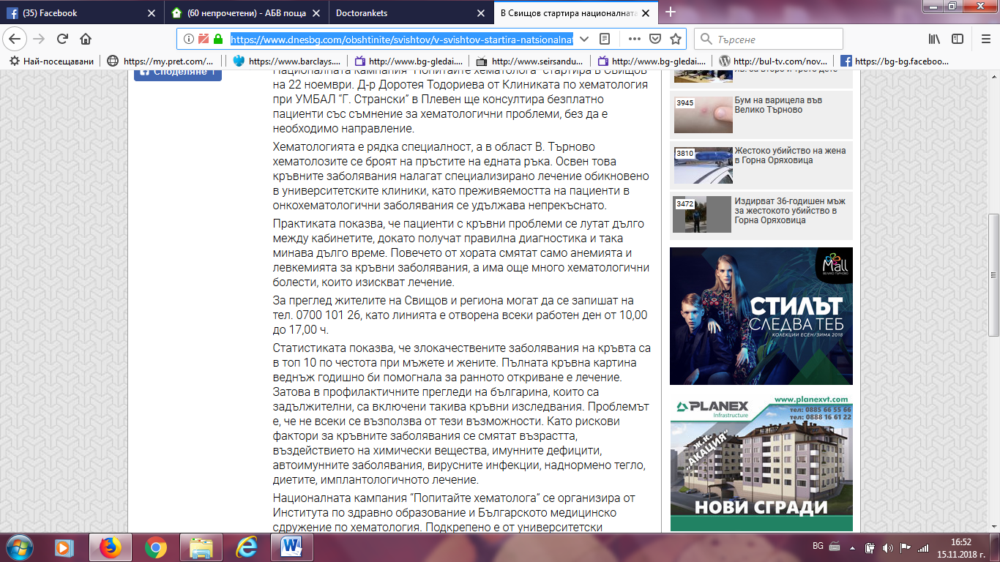 (35) Facebook
(60 непрочетени) - АБВ поща
Doctorankets
В Свищов стартира националната
https://www.dnesbg.com/obshtinite/svishtov/v-svishtov-startira-natsionalna
Търсене
Най-посещавани
https://my.pret.com/...
https://www.barclays....
http://www.bg-gledai....
http://www.seirsandu...
http://www.bg-gledai....
http://bul-tv.com/nov...
https://bg-bg.faceboo...
Споделяне 1
Националната кампания “Попитайте хематолога” стартира в Свищов
на 22 ноември. Д-р Доротея Тодориева от Клиниката по хематология
при УМБАЛ “Г. Странски” в Плевен ще консултира безплатно
пациенти със съмнение за хематологични проблеми, без да е
необходимо направление.
Хематологията е рядка специалност, а в област В. Търново
хематолозите се броят на пръстите на едната ръка. Освен това
кръвните заболявания налагат специализирано лечение обикновено
в университетските клиники, като преживяемостта на пациенти в
онкохематологични заболявания се удължава непрекъснато.
Практиката показва, че пациенти с кръвни проблеми се лутат дълго
между кабинетите, докато получат правилна диагностика и така
минава дълго време. Повечето от хората смятат само анемията и
левкемията за кръвни заболявания, а има още много хематологични
болести, които изискват лечение.
За преглед жителите на Свищов и региона могат да се запишат на
тел. 0700 101 26, като линията е отворена всеки работен ден от 10,00
до 17,00 ч.
Статистиката показва, че злокачествените заболявания на кръвта са
в топ 10 по честота при мъжете и жените. Пълната кръвна картина
веднъж годишно би помогнала за ранното откриване е лечение.
Затова в профилактичните прегледи на българина, които са
задължителни, са включени такива кръвни изследвания. Проблемът
е, че не всеки се възползва от тези възможности. Като рискови
фактори за кръвните заболявания се смятат възрастта,
въздействието на химически вещества, имунните дефицити,
автоимунните заболявания, вирусните инфекции, наднормено тегло,
диетите, имплантологичното лечение.
Националната кампания “Попитайте хематолога” се организира от
Института по здравно образование и Българското медицинско
сдружение по хематология. Подкрепено е от университетски
лв. за второ и трето дете
3945
Бум на варицела във
Велико Търново
3810
Жестоко убийство на жена
в Горна Оряховица
3472
Издирват 36-годишен мъж
за жестокото убийство в
Горна Оряховица
Mall
ВЕЛИКО ТЪРНОВО
СТИЛЪТ
СЛЕДВА ТЕБ
КОЛЕКЦИИ ЕСЕН/ЗИМА 2018
PLANEX
Infrastructure
www.planexvt.com
тел: 0885 66 55 66
тел: 0888 16 61 22
Ж.К.
„АКАЦИЯ“
НОВИ СГРАДИ
BG
16:52
15.11.2018 г.